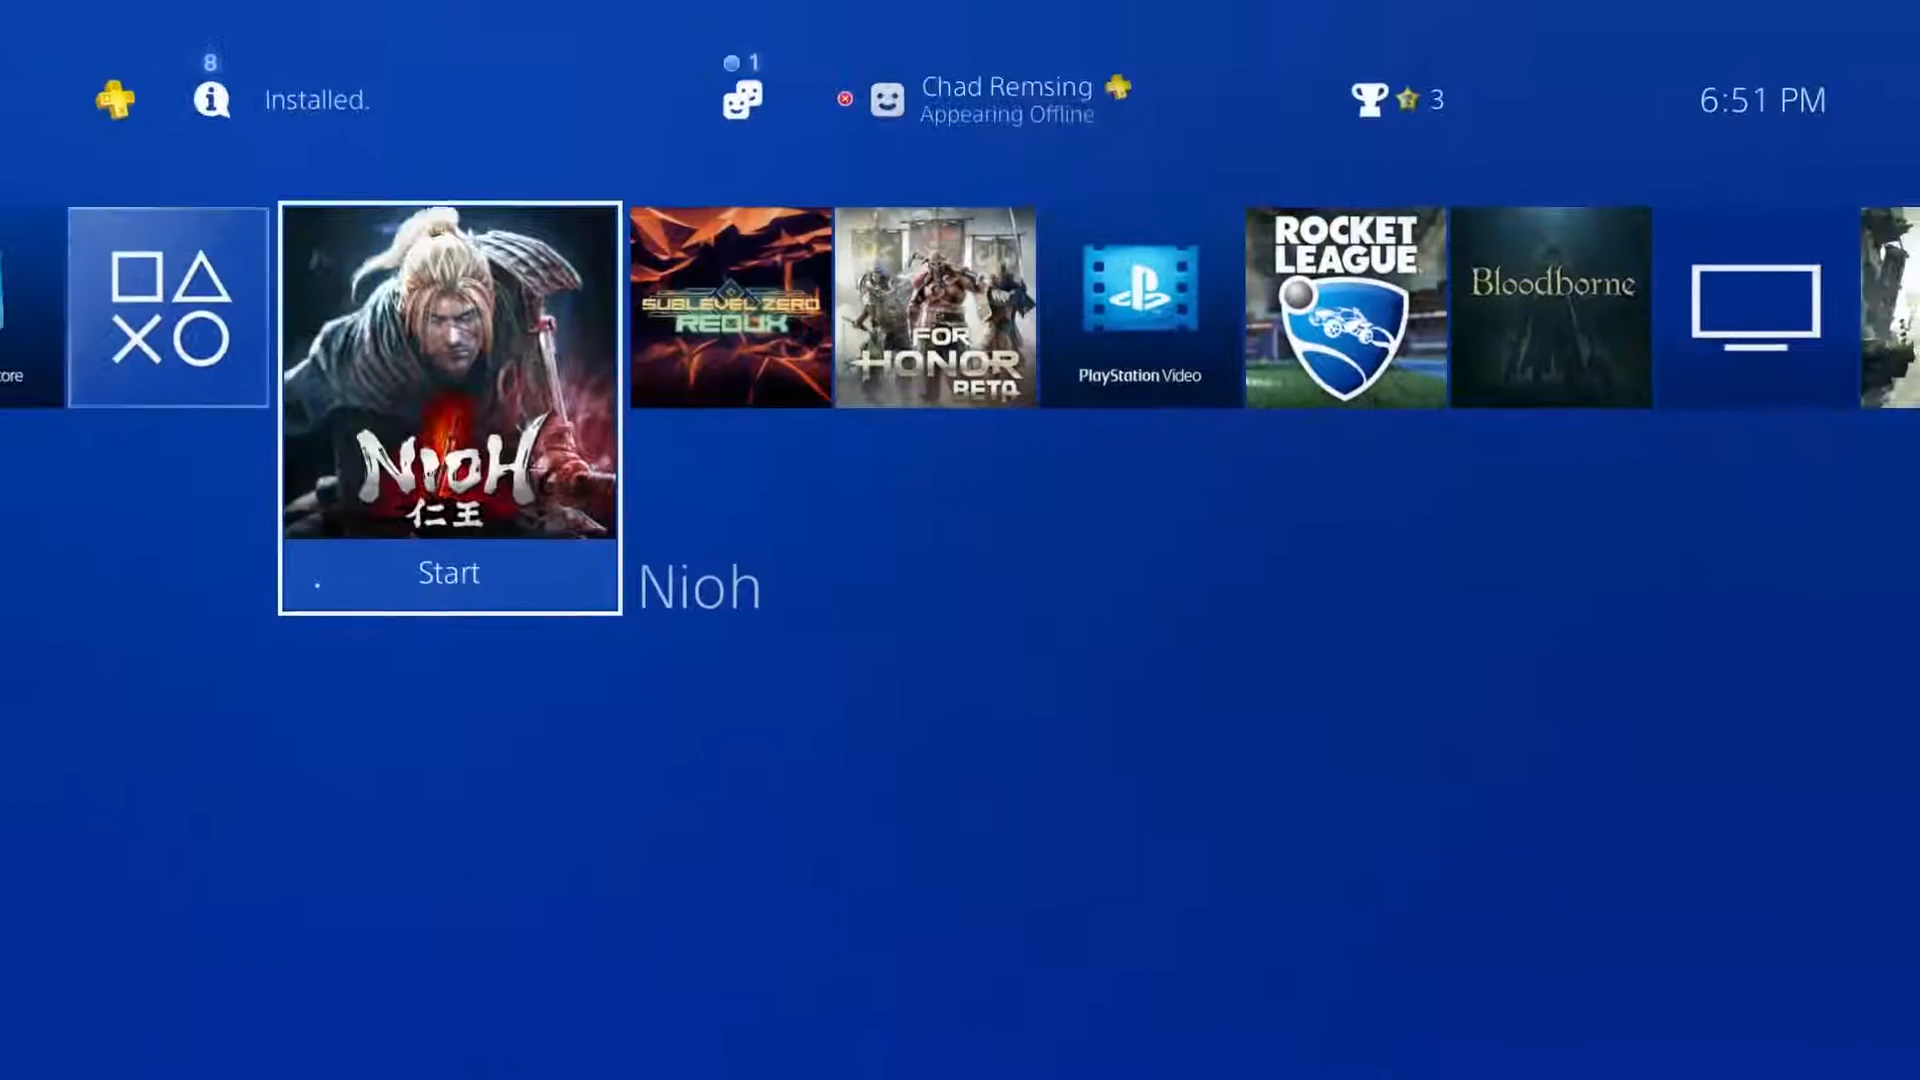 8
Installed.
1
Chad Remsing
Appearing Offline
3
6:51 PM
ore
NIOH
仁王
Start
Nioh
SUBLEVEL ZERO
REDUX
FOR
HONOR
BETA
PlayStation Video
ROCKET
LEAGUE
Bloodborne